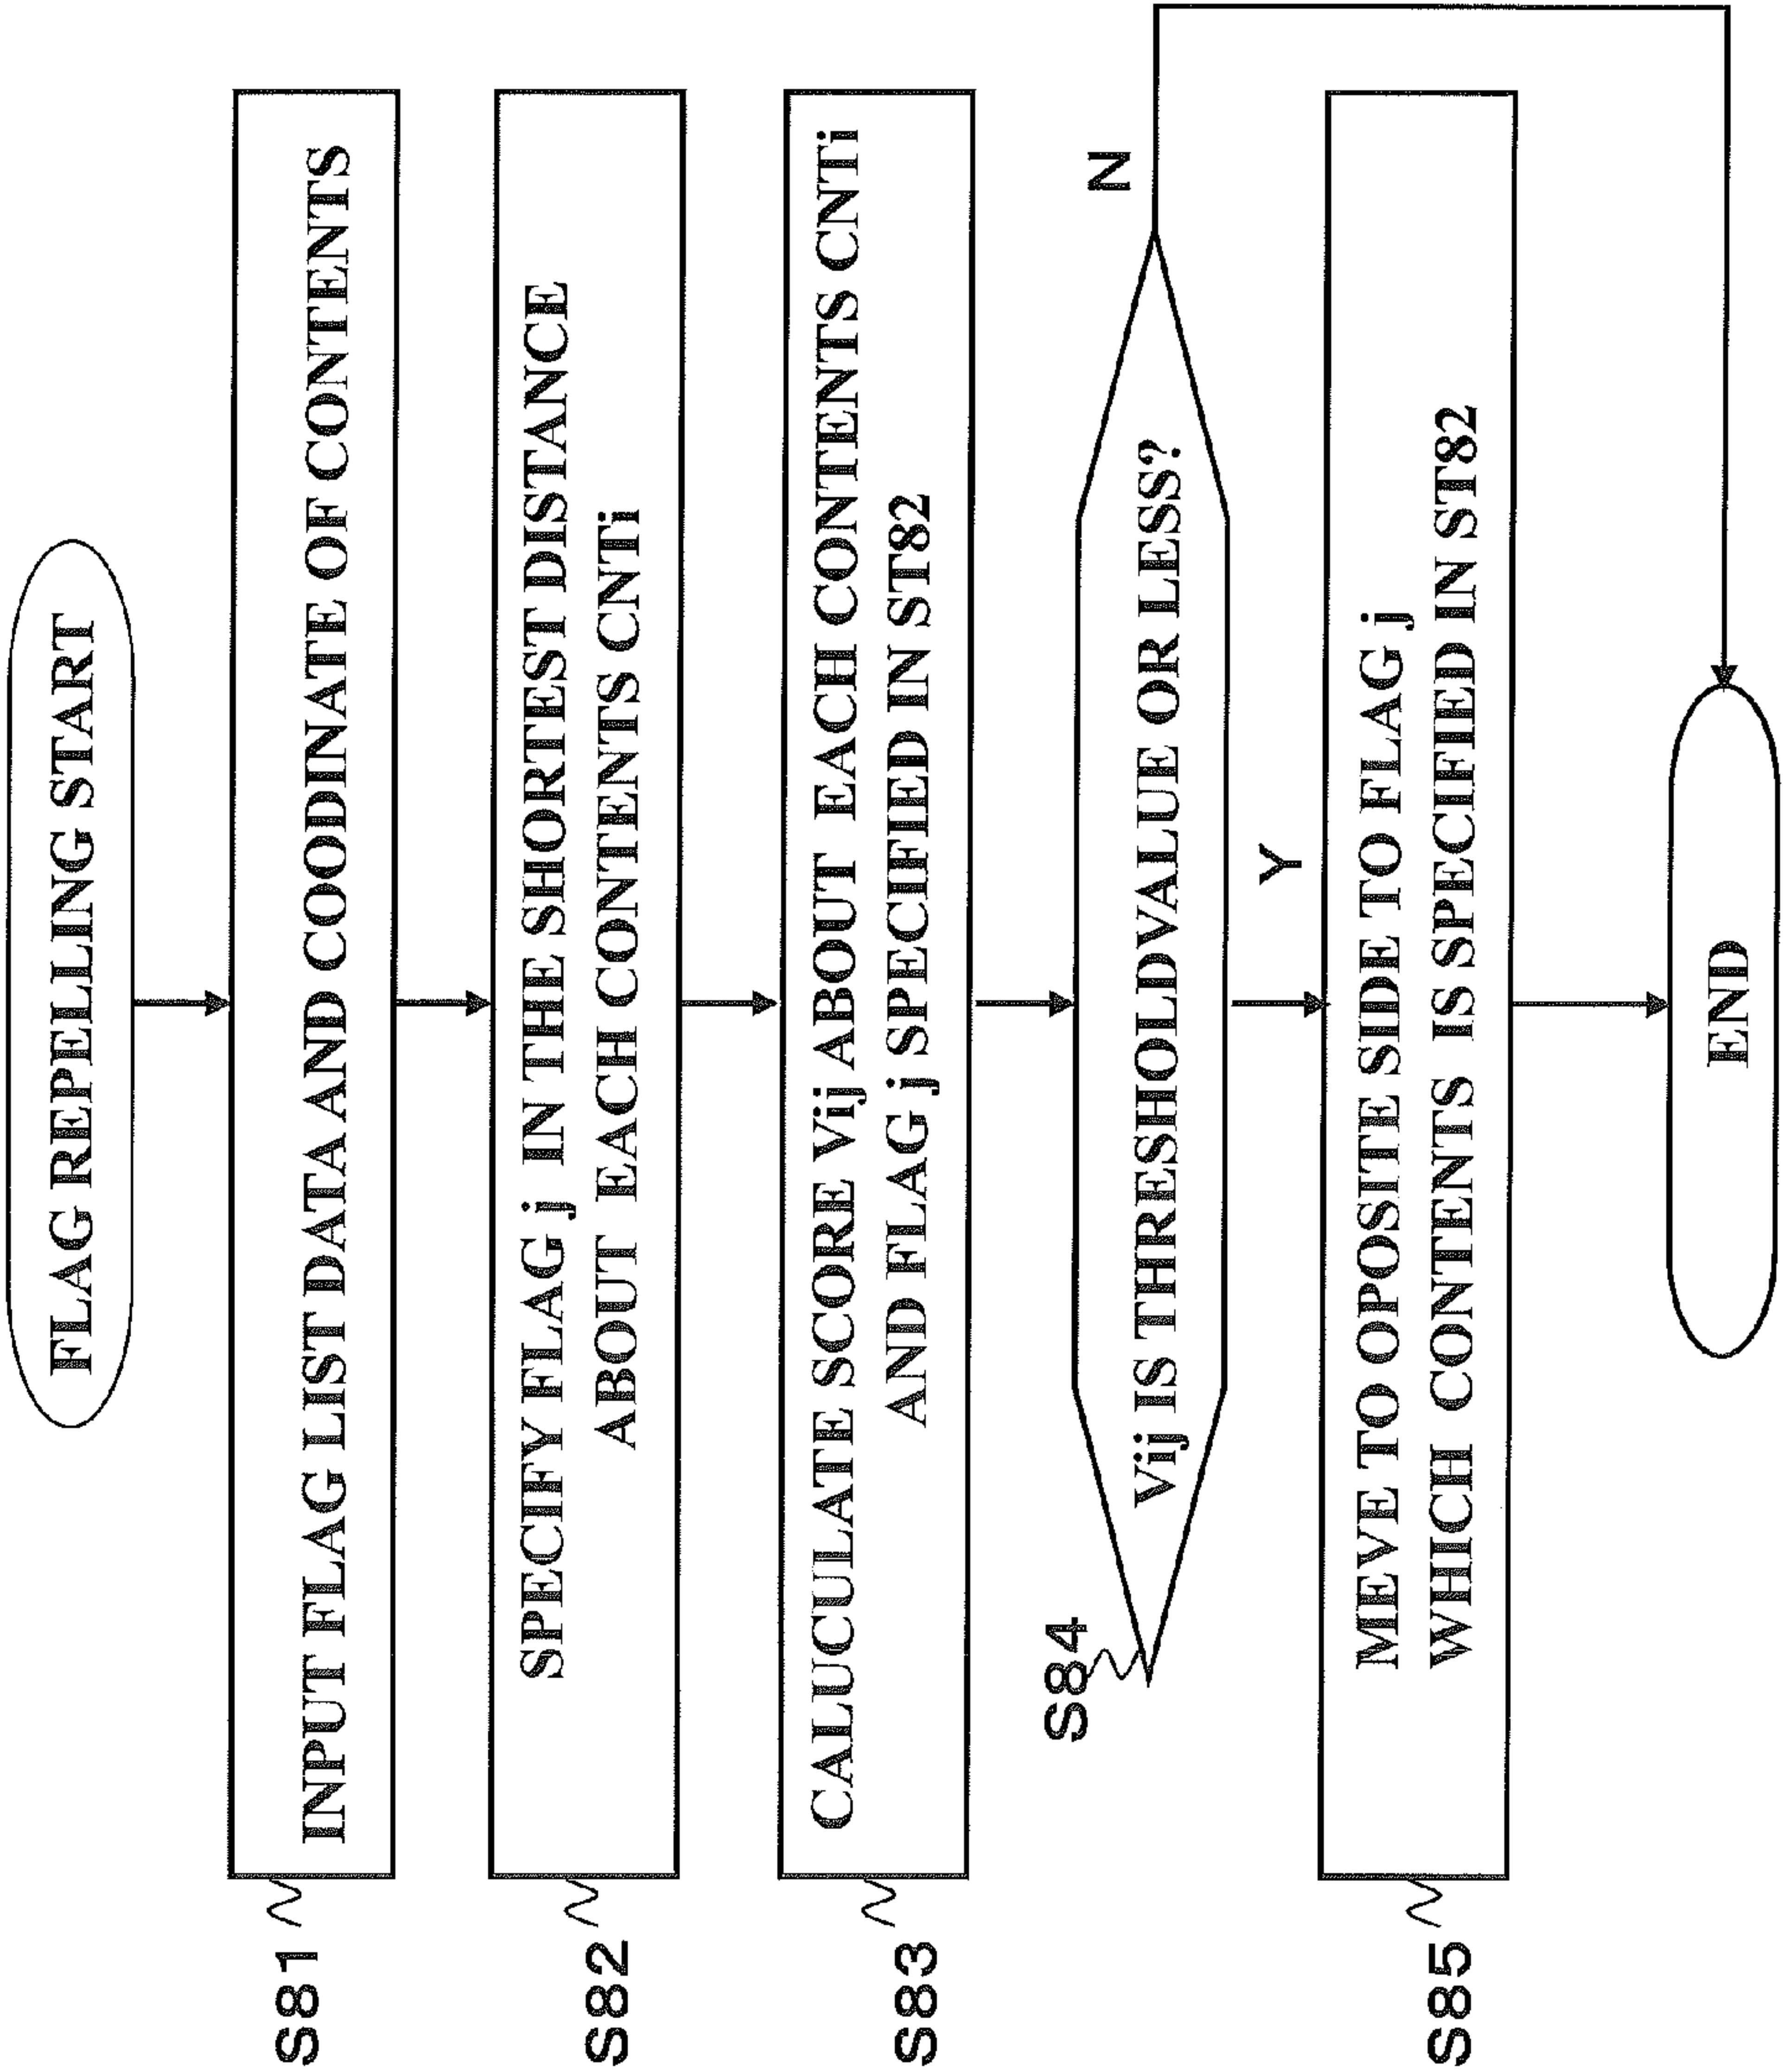 FLAG REPELLING START
S81
INPUT FLAG LIST DATA AND COODINATE OF CONTENTS
S82
SPECIFY FLAG j IN THE SHORTEST DISTANCE
ABOUT EACH CONTENTS CNTi
S83
CALUCULATE SCORE Vij ABOUT EACH CONTENTS CNTi
AND FLAG j SPECIFIED IN ST82
S84
Vij IS THRESHOLDVALUE OR LESS?
N
Y
S85
MEVE TO OPOSITE SIDE TO FLAG j
WHICH CONTENTS IS SPECIFIED IN ST82
END